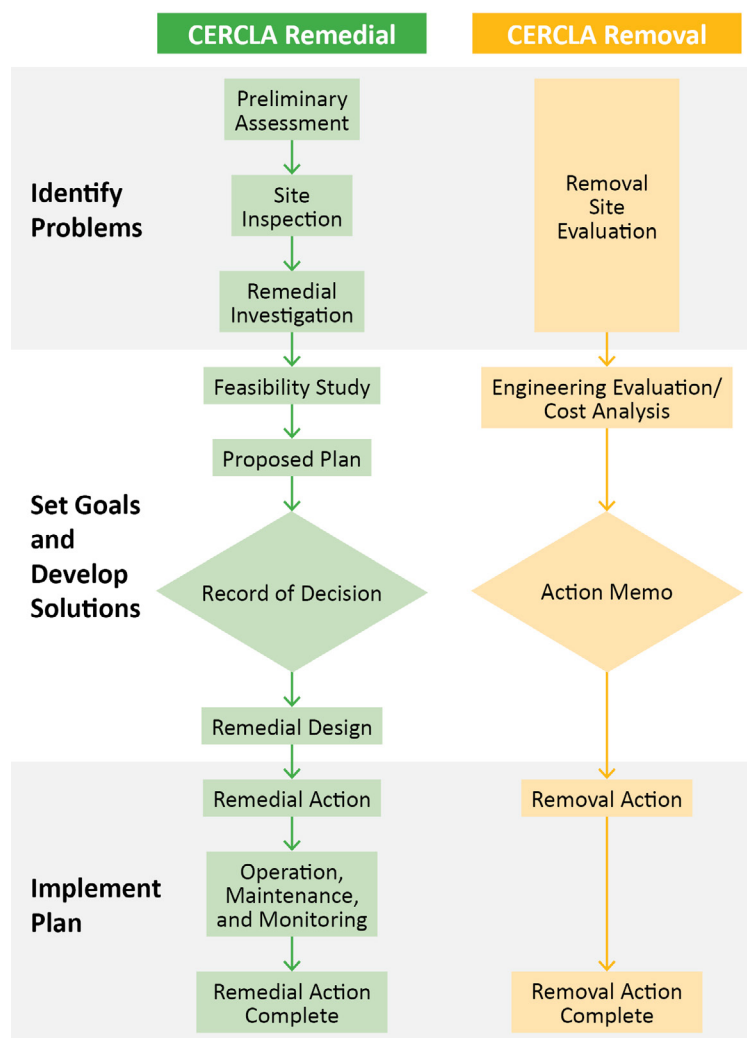 CERCLA Remedial
CERCLA Removal
Identify
Problems
Preliminary
Assessment
Site
Inspection
Remedial
Investigation
Removal
Site
Evaluation
Set Goals
and
Develop
Solutions
Feasibility Study
Proposed Plan
Record of Decision
Remedial Design
Engineering Evaluation/
Cost Analysis
Action Memo
Implement
Plan
Remedial Action
Operation,
Maintenance,
and Monitoring
Remedial Action
Complete
Removal Action
Removal Action
Complete